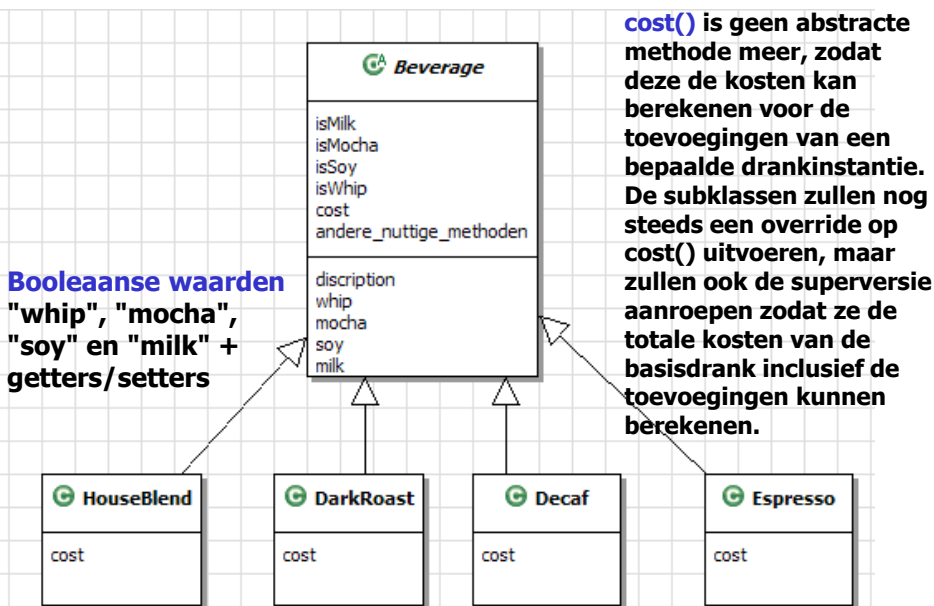 cost() is geen abstracte
methode meer, zodat
deze de kosten kan
berekenen voor de
toevoegingen van een
bepaalde drankinstantie.
De subklassen zullen nog
steeds een override op
cost() uitvoeren, maar
zullen ook de superversie
aanroepen zodat ze de
totale kosten van de
basisdrank inclusief de
toevoegingen kunnen
berekenen.
Beverage
isMilk
isMocha
isSoy
isWhip
cost
andere_nuttige_methoden
discription
whip
mocha
soy
milk
Booleaanse waarden
"whip", "mocha",
"soy" en "milk" +
getters/setters
HouseBlend
cost
DarkRoast
cost
Decaf
cost
Espresso
cost